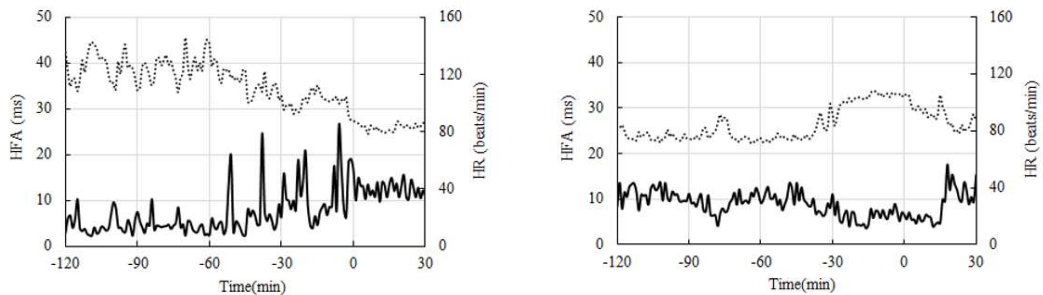 50 160 50 160
40 120 40 120
30 30
HFA (ms) 80 HR (beats/min) HFA (ms) 80 HR (beats/min)
20 20
10 40 10 40
0 0 0 0
-120 -90 -60 -30 0 30 -120 -90 -60 -30 0 30
Time(min) Time(min)